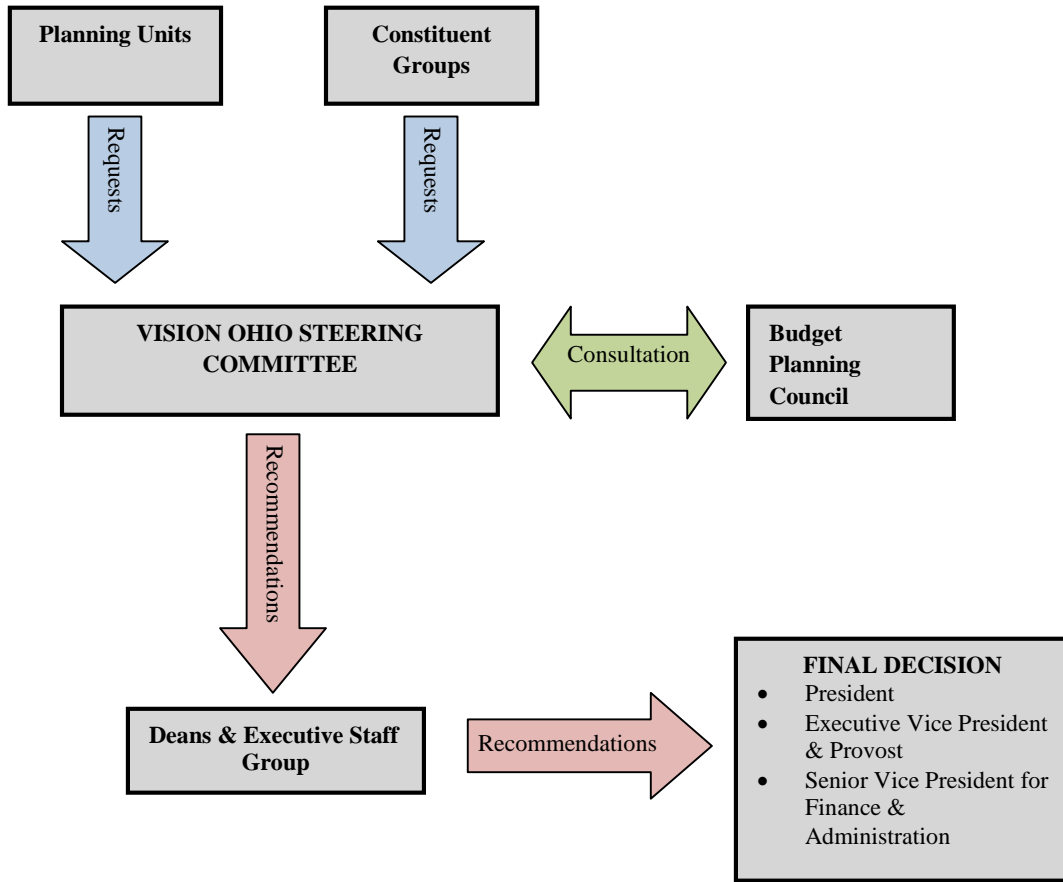 Planning Units
Constituent
Groups
Requests
Requests
VISION OHIO STEERING
COMMITTEE
Consultation
Budget
Planning
Council
Recommendations
Deans & Executive Staff
Group
Recommendations
FINAL DECISION
• President
• Executive Vice President
& Provost
• Senior Vice President for
Finance &
Administration